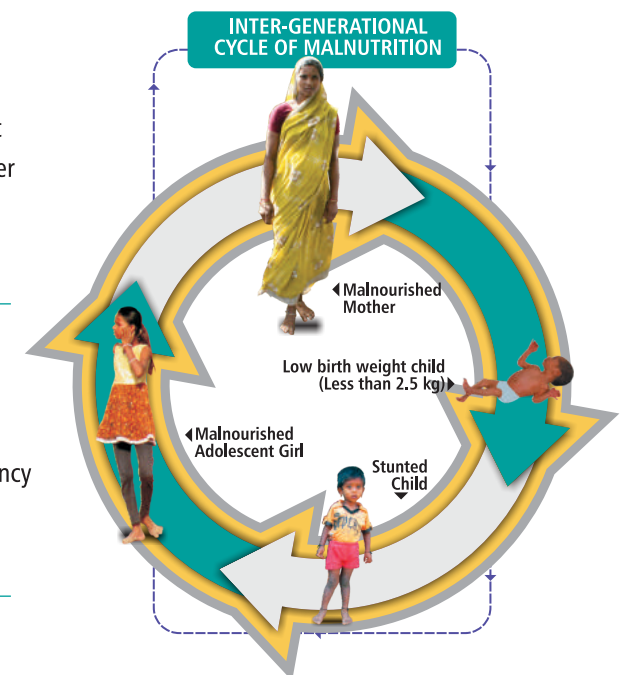 INTER-GENERATIONAL
CYCLE OF MALNUTRITION
Malnourished
Mother
Low birth weight child
(Less than 2.5 kg)
Malnourished
Adolescent Girl
Stunted
Child